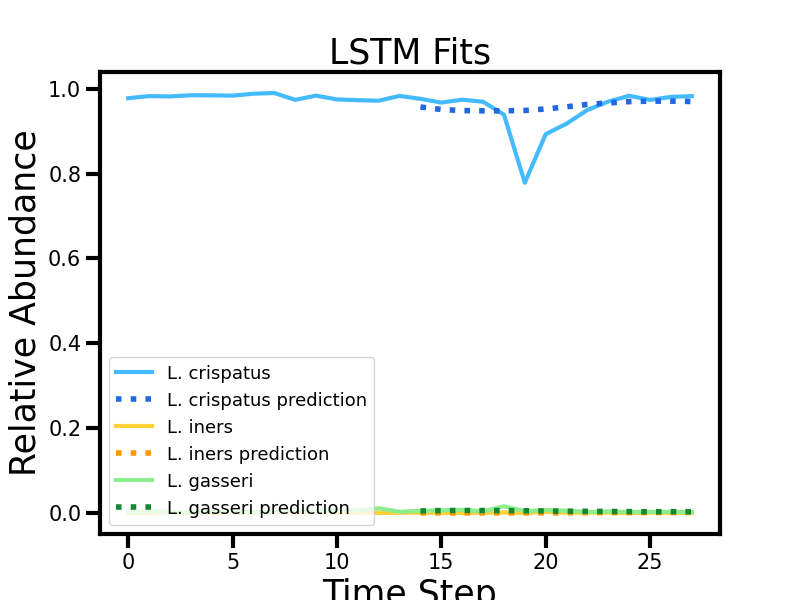 LSTM Fits
Relative Abundance
1.0
0.8
0.6
0.4
0.2
0.0
L. crispatus
L. crispatus prediction
L. iners
L. iners prediction
L. gasseri
L. gasseri prediction
0 5 10 15 20 25
Time Step